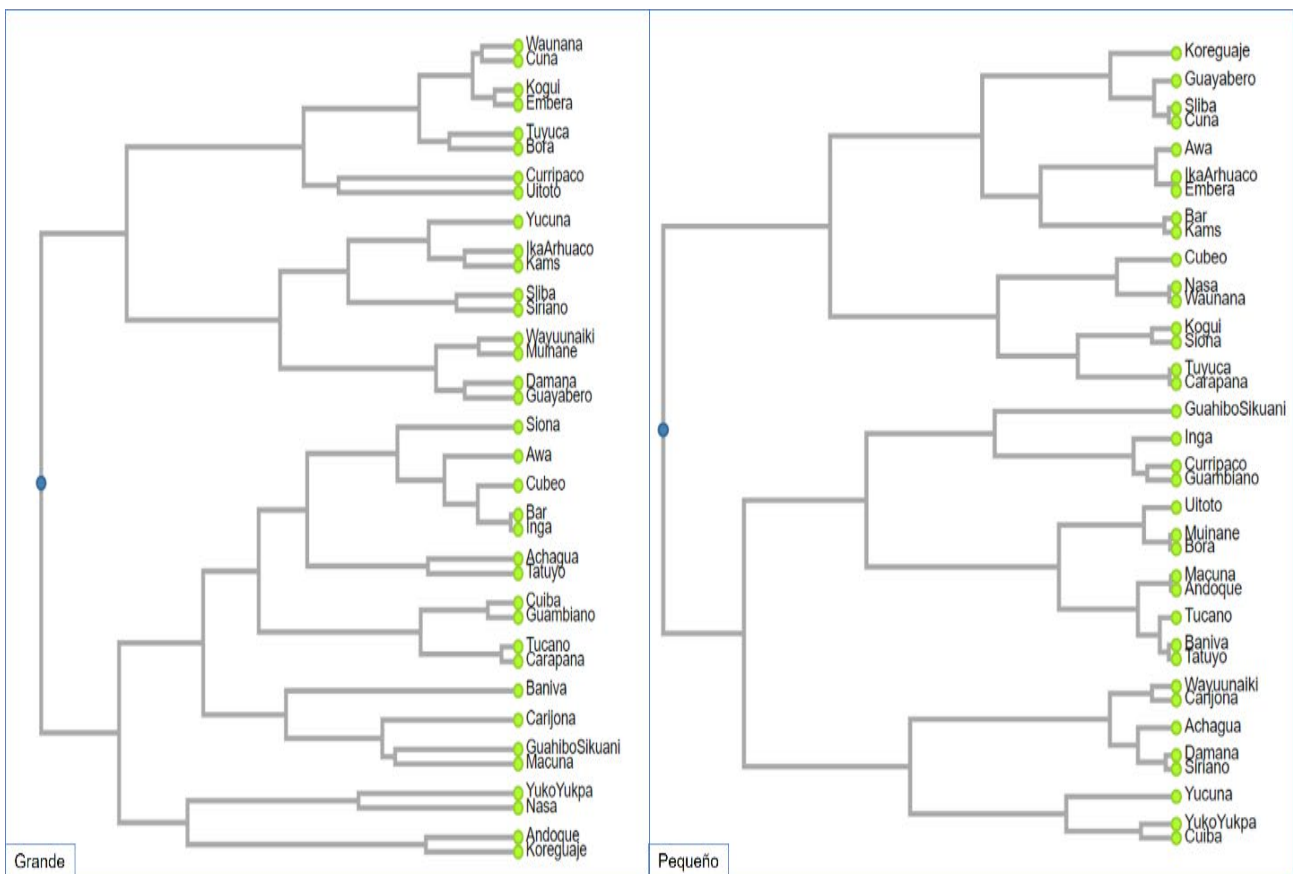 Waunana
Cuna
Kogui
Embera
Tuyuca
Bora
Curripaco
Uitoto
Yucuna
IkaArhuaco
Kams
Sliba
Siriano
Wayuunaiki
Muinane
Damana
Guayabero
Siona
Awa
Cubeo
Bar
Inga
Achagua
Tatuyo
Cuiba
Guambiano
Tucano
Carapana
Baniva
Carijona
GuahiboSikuani
Macuna
YukoYukpa
Nasa
Andoque
Koreguaje
Grande
Koreguaje
Guayabero
Sliba
Cuna
Awa
IkaArhuaco
Embera
Bar
Kams
Cubeo
Nasa
Waunana
Kogui
Siona
Tuyuca
Carapana
GuahiboSikuani
Inga
Curripaco
Guambiano
Uitoto
Muinane
Bora
Macuna
Andoque
Tucano
Baniva
Tatuyo
Wayuunaiki
Carijona
Achagua
Damana
Siriano
Yucuna
YukoYukpa
Cuiba
Pequeño